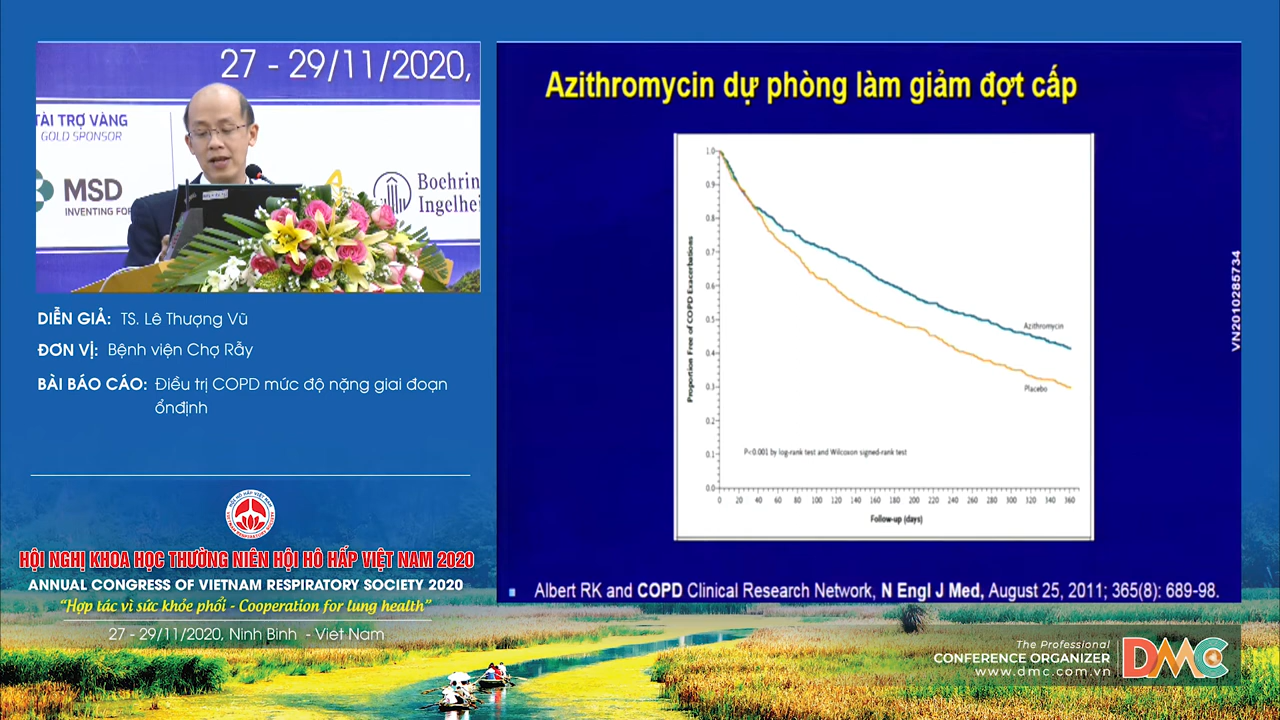 27 - 29/11/2020,
TÀI TRỢ VÀNG
GOLD SPONSOR
MSD
INVENTING FOR
Boehrin
Ingelhei
DIỄN GIẢ: TS. Lê Thượng Vũ
ĐƠN VỊ: Bệnh viện Chợ Rẫy
BÀI BÁO CÁO: Điều trị COPD mức độ nặng giai đoạn
ổnđịnh
HỘI NGHỊ KHOA HỌC THƯỜNG NIÊN HỘI HÔ HẤP VIỆT NAM 2020
ANNUAL CONGRESS OF VIETNAM RESPIRATORY SOCIETY 2020
“Hợp tác vì sức khỏe phổi - Cooperation for lung health”
27 - 29/11/2020, Ninh Binh - Viet Nam
Azithromycin dự phòng làm giảm đợt cấp
Proportion Free of COPD Exacerbations
1.0
0.9
0.8
0.7
0.6
0.5
0.4
0.3
0.2
0.1
0.0
Azithromycin
Placebo
P<0.001 by log-rank test and Wilcoxon signed-rank test
0 20 40 60 80 100 120 140 160 180 200 220 240 260 280 300 320 340 360
Follow-up (days)
Albert RK and COPD Clinical Research Network, N Engl J Med, August 25, 2011; 365(8): 689-98.
VN2010285734
The Professional
CONFERENCE ORGANIZER
www.dmc.com.vn
DMC